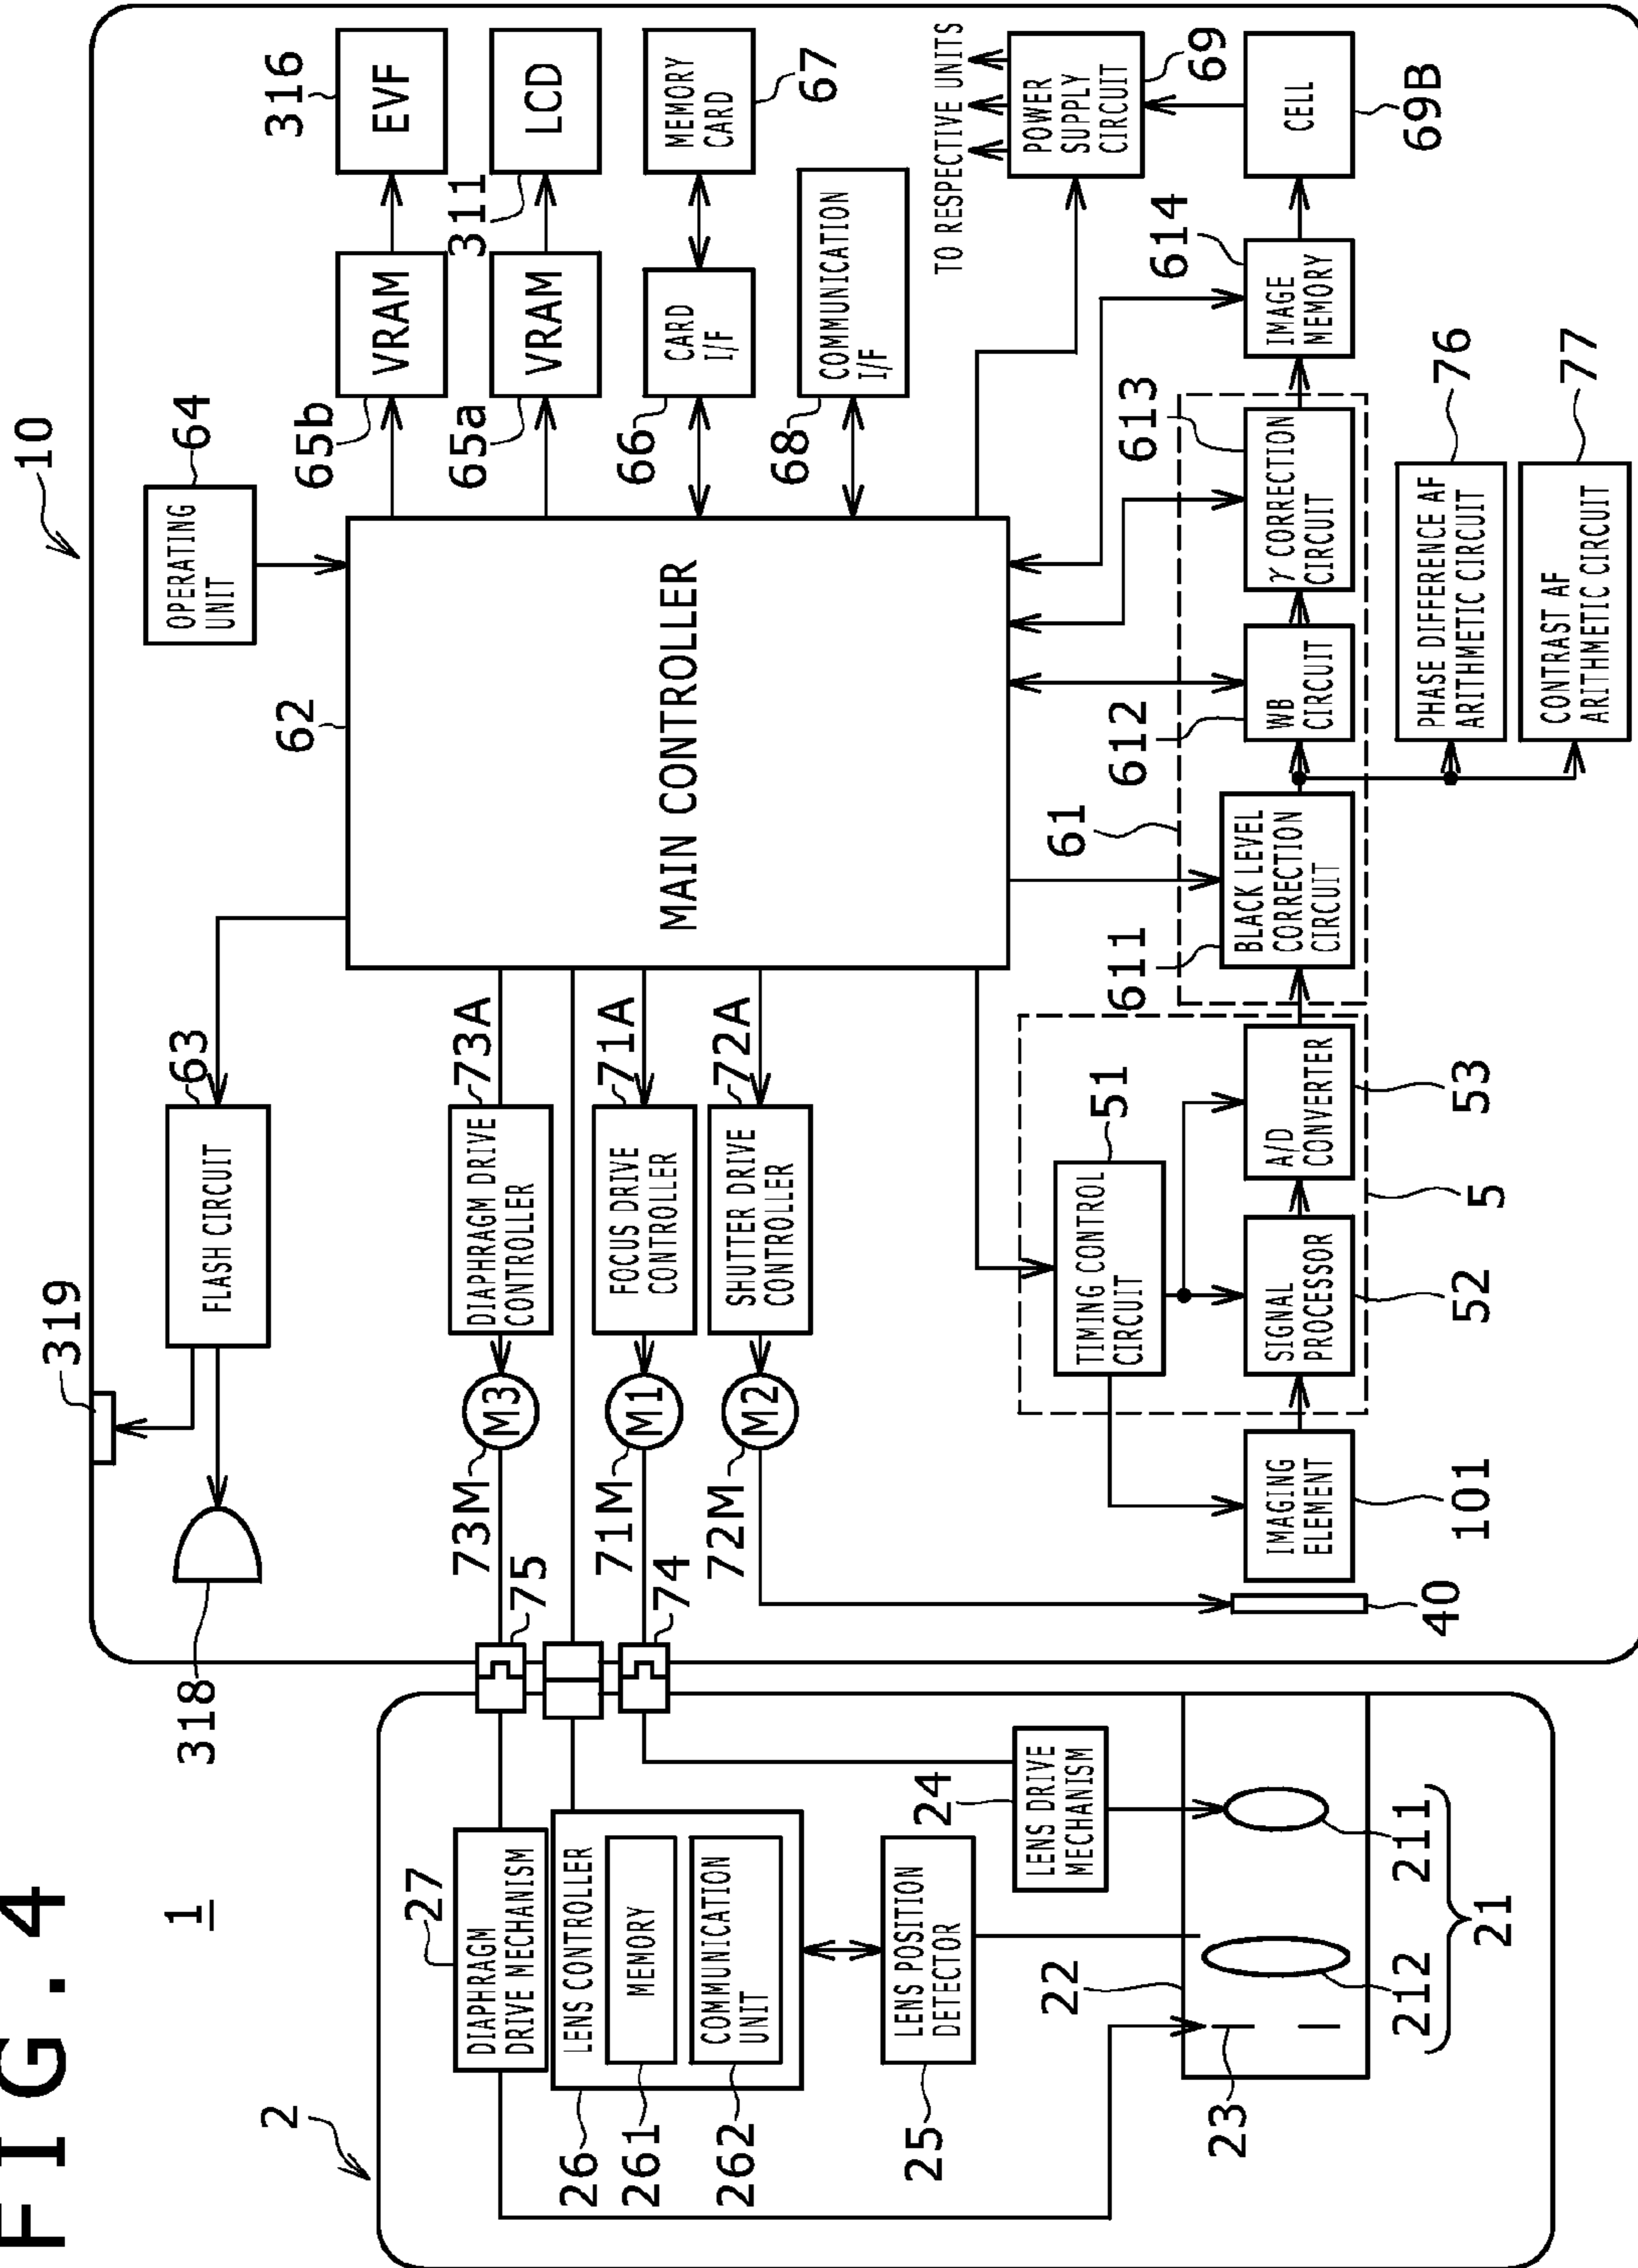 FIG. 4
1
10
2
319
318
63
FLASH CIRCUIT
64
OPERATING
UNIT
62
MAIN CONTROLLER
65b
VRAM
316
EVF
65a
VRAM
311
LCD
66
CARD
I/F
MEMORY
CARD
67
68
COMMUNICATION
I/F
TO RESPECTIVE UNITS
POWER
SUPPLY
CIRCUIT
69
CELL
69B
27
DIAPHRAGM
DRIVE MECHANISM
75
73M
M3
DIAPHRAGM DRIVE
CONTROLLER
73A
71M
M1
FOCUS DRIVE
CONTROLLER
71A
74
72M
M2
SHUTTER DRIVE
CONTROLLER
72A
LENS CONTROLLER
26
MEMORY
261
COMMUNICATION
UNIT
262
LENS POSITION
DETECTOR
25
24
LENS DRIVE
MECHANISM
22
23
212
211
21
40
IMAGING
ELEMENT
101
TIMING CONTROL
CIRCUIT
51
SIGNAL
PROCESSOR
52
A/D
CONVERTER
53
5
61
611
BLACK LEVEL
CORRECTION
CIRCUIT
612
WB
CIRCUIT
613
γ CORRECTION
CIRCUIT
614
IMAGE
MEMORY
PHASE DIFFERENCE AF
ARITHMETIC CIRCUIT
76
CONTRAST AF
ARITHMETIC CIRCUIT
77